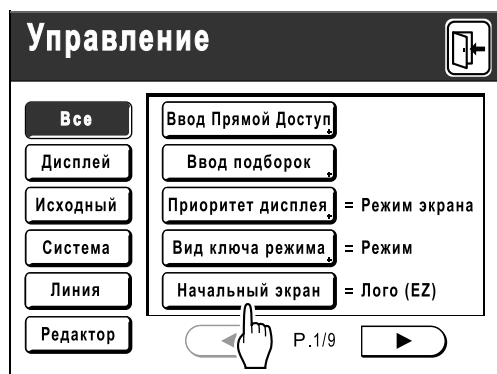 Управление
Все
Ввод Прямой Доступ
Дисплей
Ввод подборок
Исходный
Приоритет дисплея = Режим экрана
Система
Вид ключа режима = Режим
Линия
Начальный экран = Лого (EZ)
Редактор
P.1/9